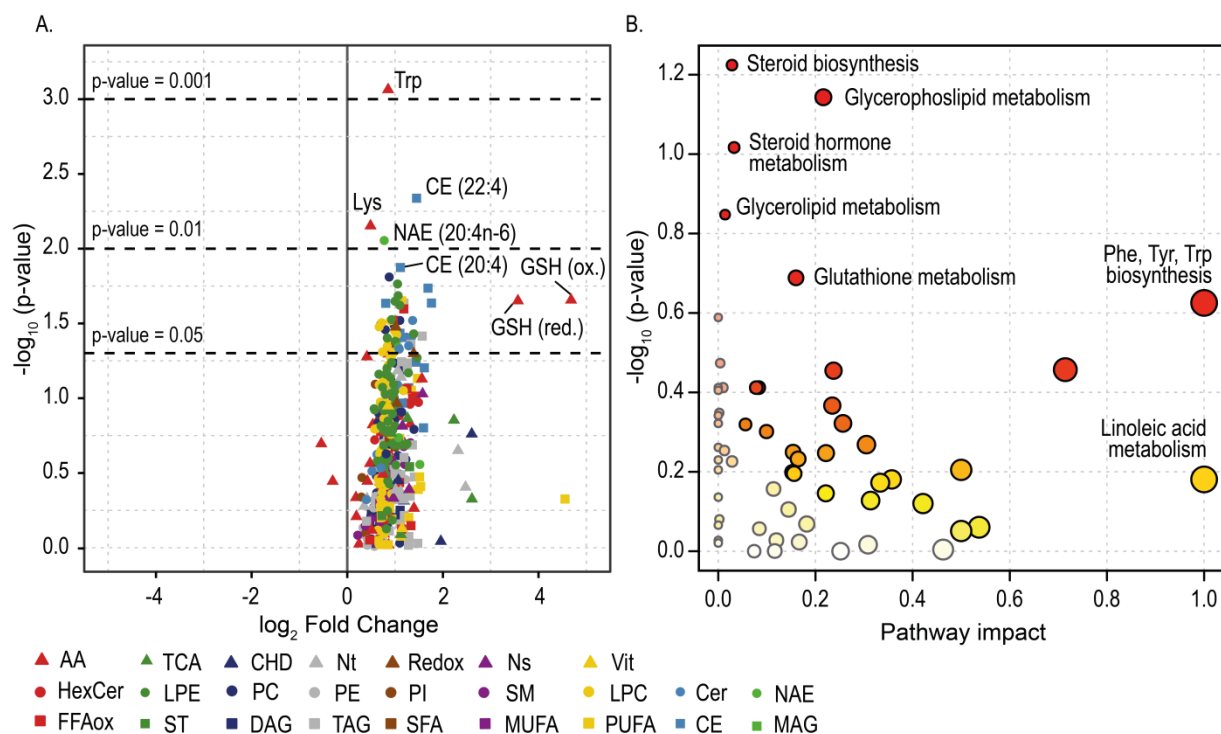 A.
p-value = 0.001
Trp
CE (22:4)
Lys
p-value = 0.01
NAE (20:4n-6)
CE (20:4)
GSH (ox.)
GSH (red.)
p-value = 0.05
3.0
2.5
2.0
1.5
1.0
0.5
0.0
-log10 (p-value)
-4
-2
0
2
4
log2 Fold Change
B.
Steroid biosynthesis
Glycerophoslipid metabolism
Steroid hormone
metabolism
Glycerolipid metabolism
Phe, Tyr, Trp
biosynthesis
Glutathione metabolism
Linoleic acid
metabolism
1.2
1.0
0.8
0.6
0.4
0.2
0.0
-log10 (p-value)
0.0
0.2
0.4
0.6
0.8
1.0
Pathway impact
AA TCA CHD Nt Redox Ns Vit
HexCer LPE PC PE PI SM LPC Cer NAE
FFAox ST DAG TAG SFA MUFA PUFA CE MAG